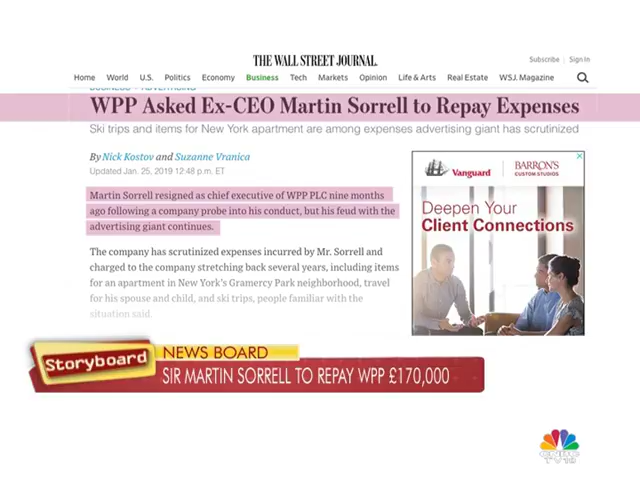 THE WALL STREET JOURNAL.
Subscribe | Sign In
Home World U.S. Politics Economy Business Tech Markets Opinion Life & Arts Real Estate WSJ. Magazine
BUSINESS ADVERTISING
WPP Asked Ex-CEO Martin Sorrell to Repay Expenses
Ski trips and items for New York apartment are among expenses advertising giant has scrutinized
By Nick Kostov and Suzanne Vranica
Updated Jan. 25, 2019 12:48 p.m. ET
Martin Sorrell resigned as chief executive of WPP PLC nine months
ago following a company probe into his conduct, but his feud with the
advertising giant continues.
The company has scrutinized expenses incurred by Mr. Sorrell and
charged to the company stretching back several years, including items
for an apartment in New York's Gramercy Park neighborhood, travel
for his spouse and child, and ski trips, people familiar with the
situation said.
Vanguard | BARRON'S
CUSTOM STUDIOS
Deepen Your
Client Connections
Storyboard
NEWS BOARD
SIR MARTIN SORRELL TO REPAY WPP £170,000
CNBC
TV18